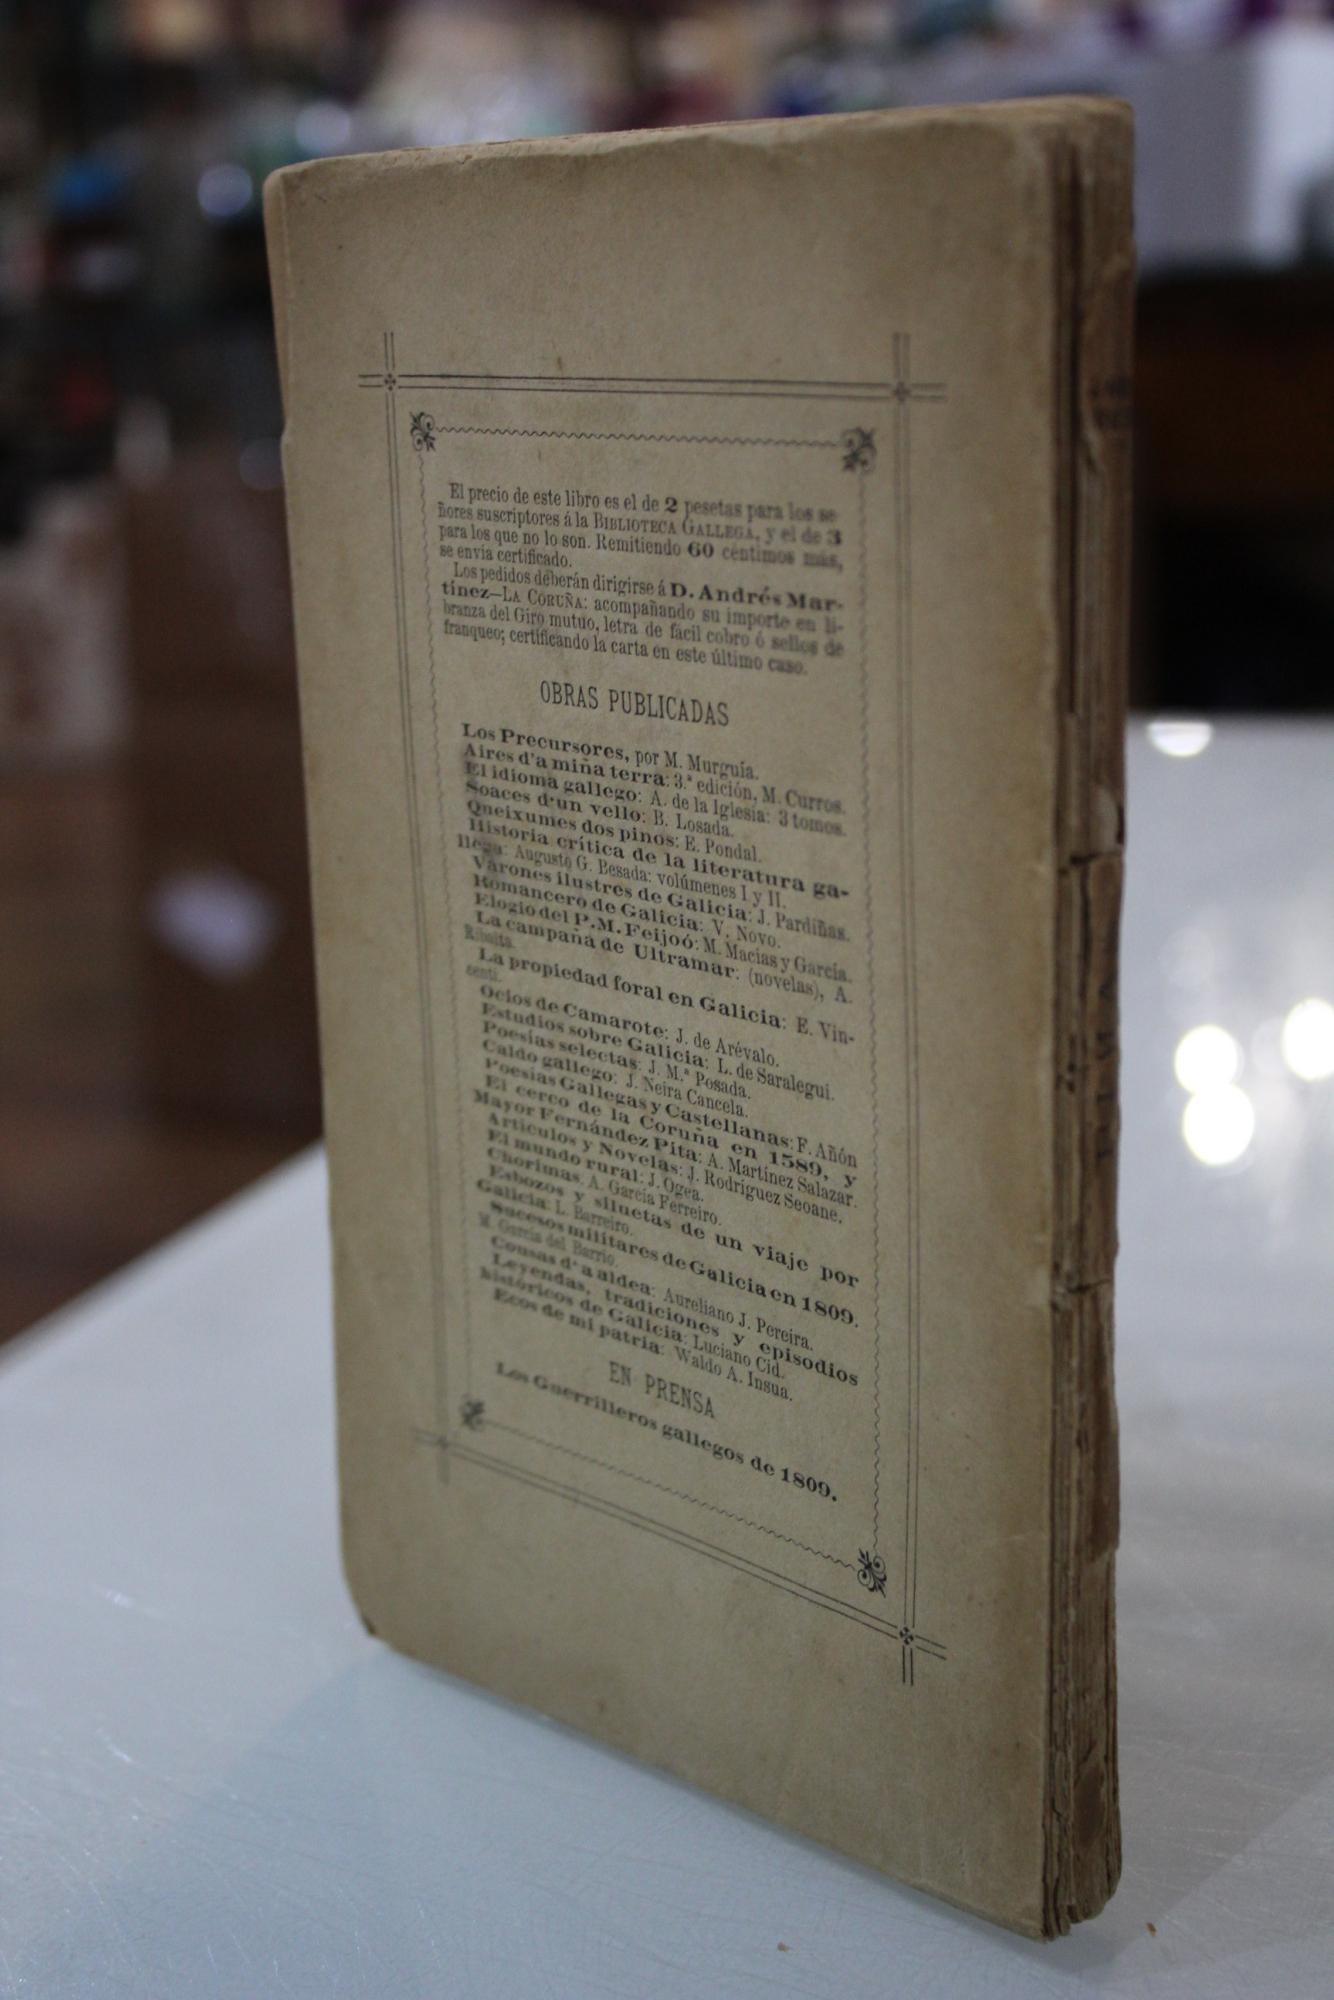 El precio de este libro es el de 2 pesetas para los se
ñores suscriptores á la BIBLIOTECA GALLEGA, y el de 3
para los que no lo son. Remitiendo 60 céntimos más,
se envia certificado.
Los pedidos deberán dirigirse á D. Andrés Mar-
tínez—LA CORUÑA: acompañando su importe en li-
branza del Giro mutuo, letra de fácil cobro ó sellos de
franqueo; certificando la carta en este último caso.
OBRAS PUBLICADAS
Los Precursores, por M. Murguía.
Aires d'a miña terra: 3.ª edición, M. Curros.
El idioma gallego: A. de la Iglesia: 3 tomos.
Soaces d'un vello: B. Losada.
Queixumes dos pinos: E. Pondal.
Historia crítica de la literatura ga-
llega: Augusto G. Besada: volúmenes I y II.
Varones ilustres de Galicia: J. Pardiñas.
Romancero de Galicia: V. Novo.
Elogio del P. M. Feijoó: M. Macías y García.
La campaña de Ultramar: (novelas), A.
Ribalta.
La propiedad foral en Galicia: E. Vin-
centi.
Ocios de Camarote: J. de Arévalo.
Estudios sobre Galicia: L. de Saralegui.
Poesías selectas: J. M.ª Posada.
Caldo gallego: J. Neira Cancela.
Poesías Gallegas y Castellanas: F. Añón
El cerco de la Coruña en 1589, y
Mayor Fernández Pita: A. Martínez Salazar.
Artículos y Novelas: J. Rodríguez Seoane.
El mundo rural: J. Ogea.
Chorimas: A. García Ferreiro.
Esbozos y siluetas de un viaje por
Galicia: L. Barreiro.
Sucesos militares de Galicia en 1809.
M. García del Barrio.
Cousas d'a aldea: Aureliano J. Pereira.
Leyendas, tradiciones y episodios
históricos de Galicia: Luciano Cid.
Ecos de mi patria: Waldo A. Insua.
EN PRENSA
Los Guerrilleros gallegos de 1809.